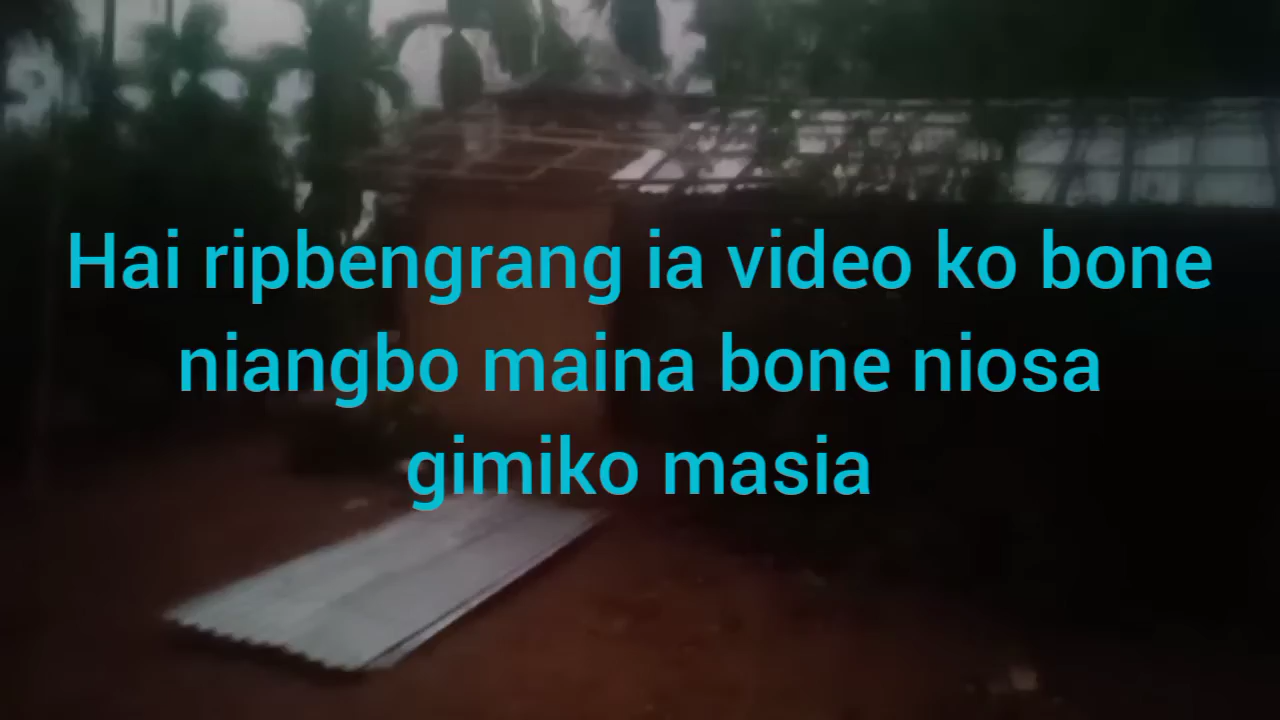 Hai ripbengrang ia video ko bone
niangbo maina bone niosa
gimiko masia